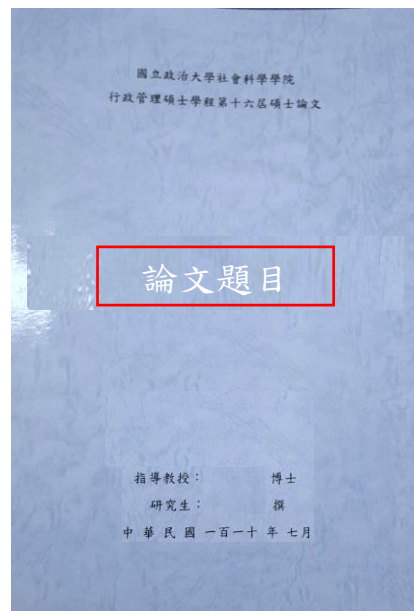 國立政治大學社會科學學院
行政管理碩士學程第十六屆碩士論文
論文題目
指導教授： 博士
研究生： 撰
中華民國一百一十年七月